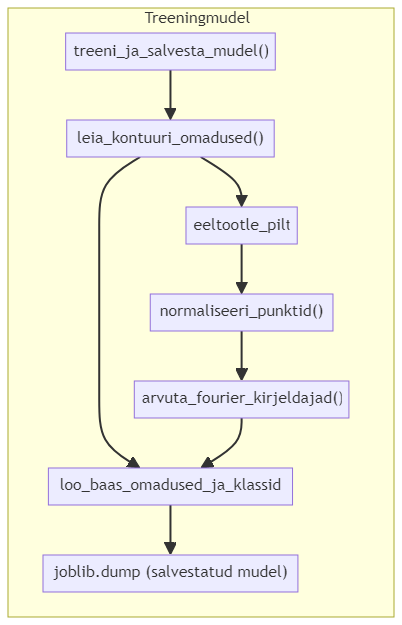 Treeningmudel
treeni_ja_salvesta_mudel()
leia_kontuuri_omadused()
eeltootle_pilt
normaliseeri_punktid()
arvuta_fourier_kirjeldajad()
loo_baas_omadused_ja_klassid
joblib.dump (salvestatud mudel)